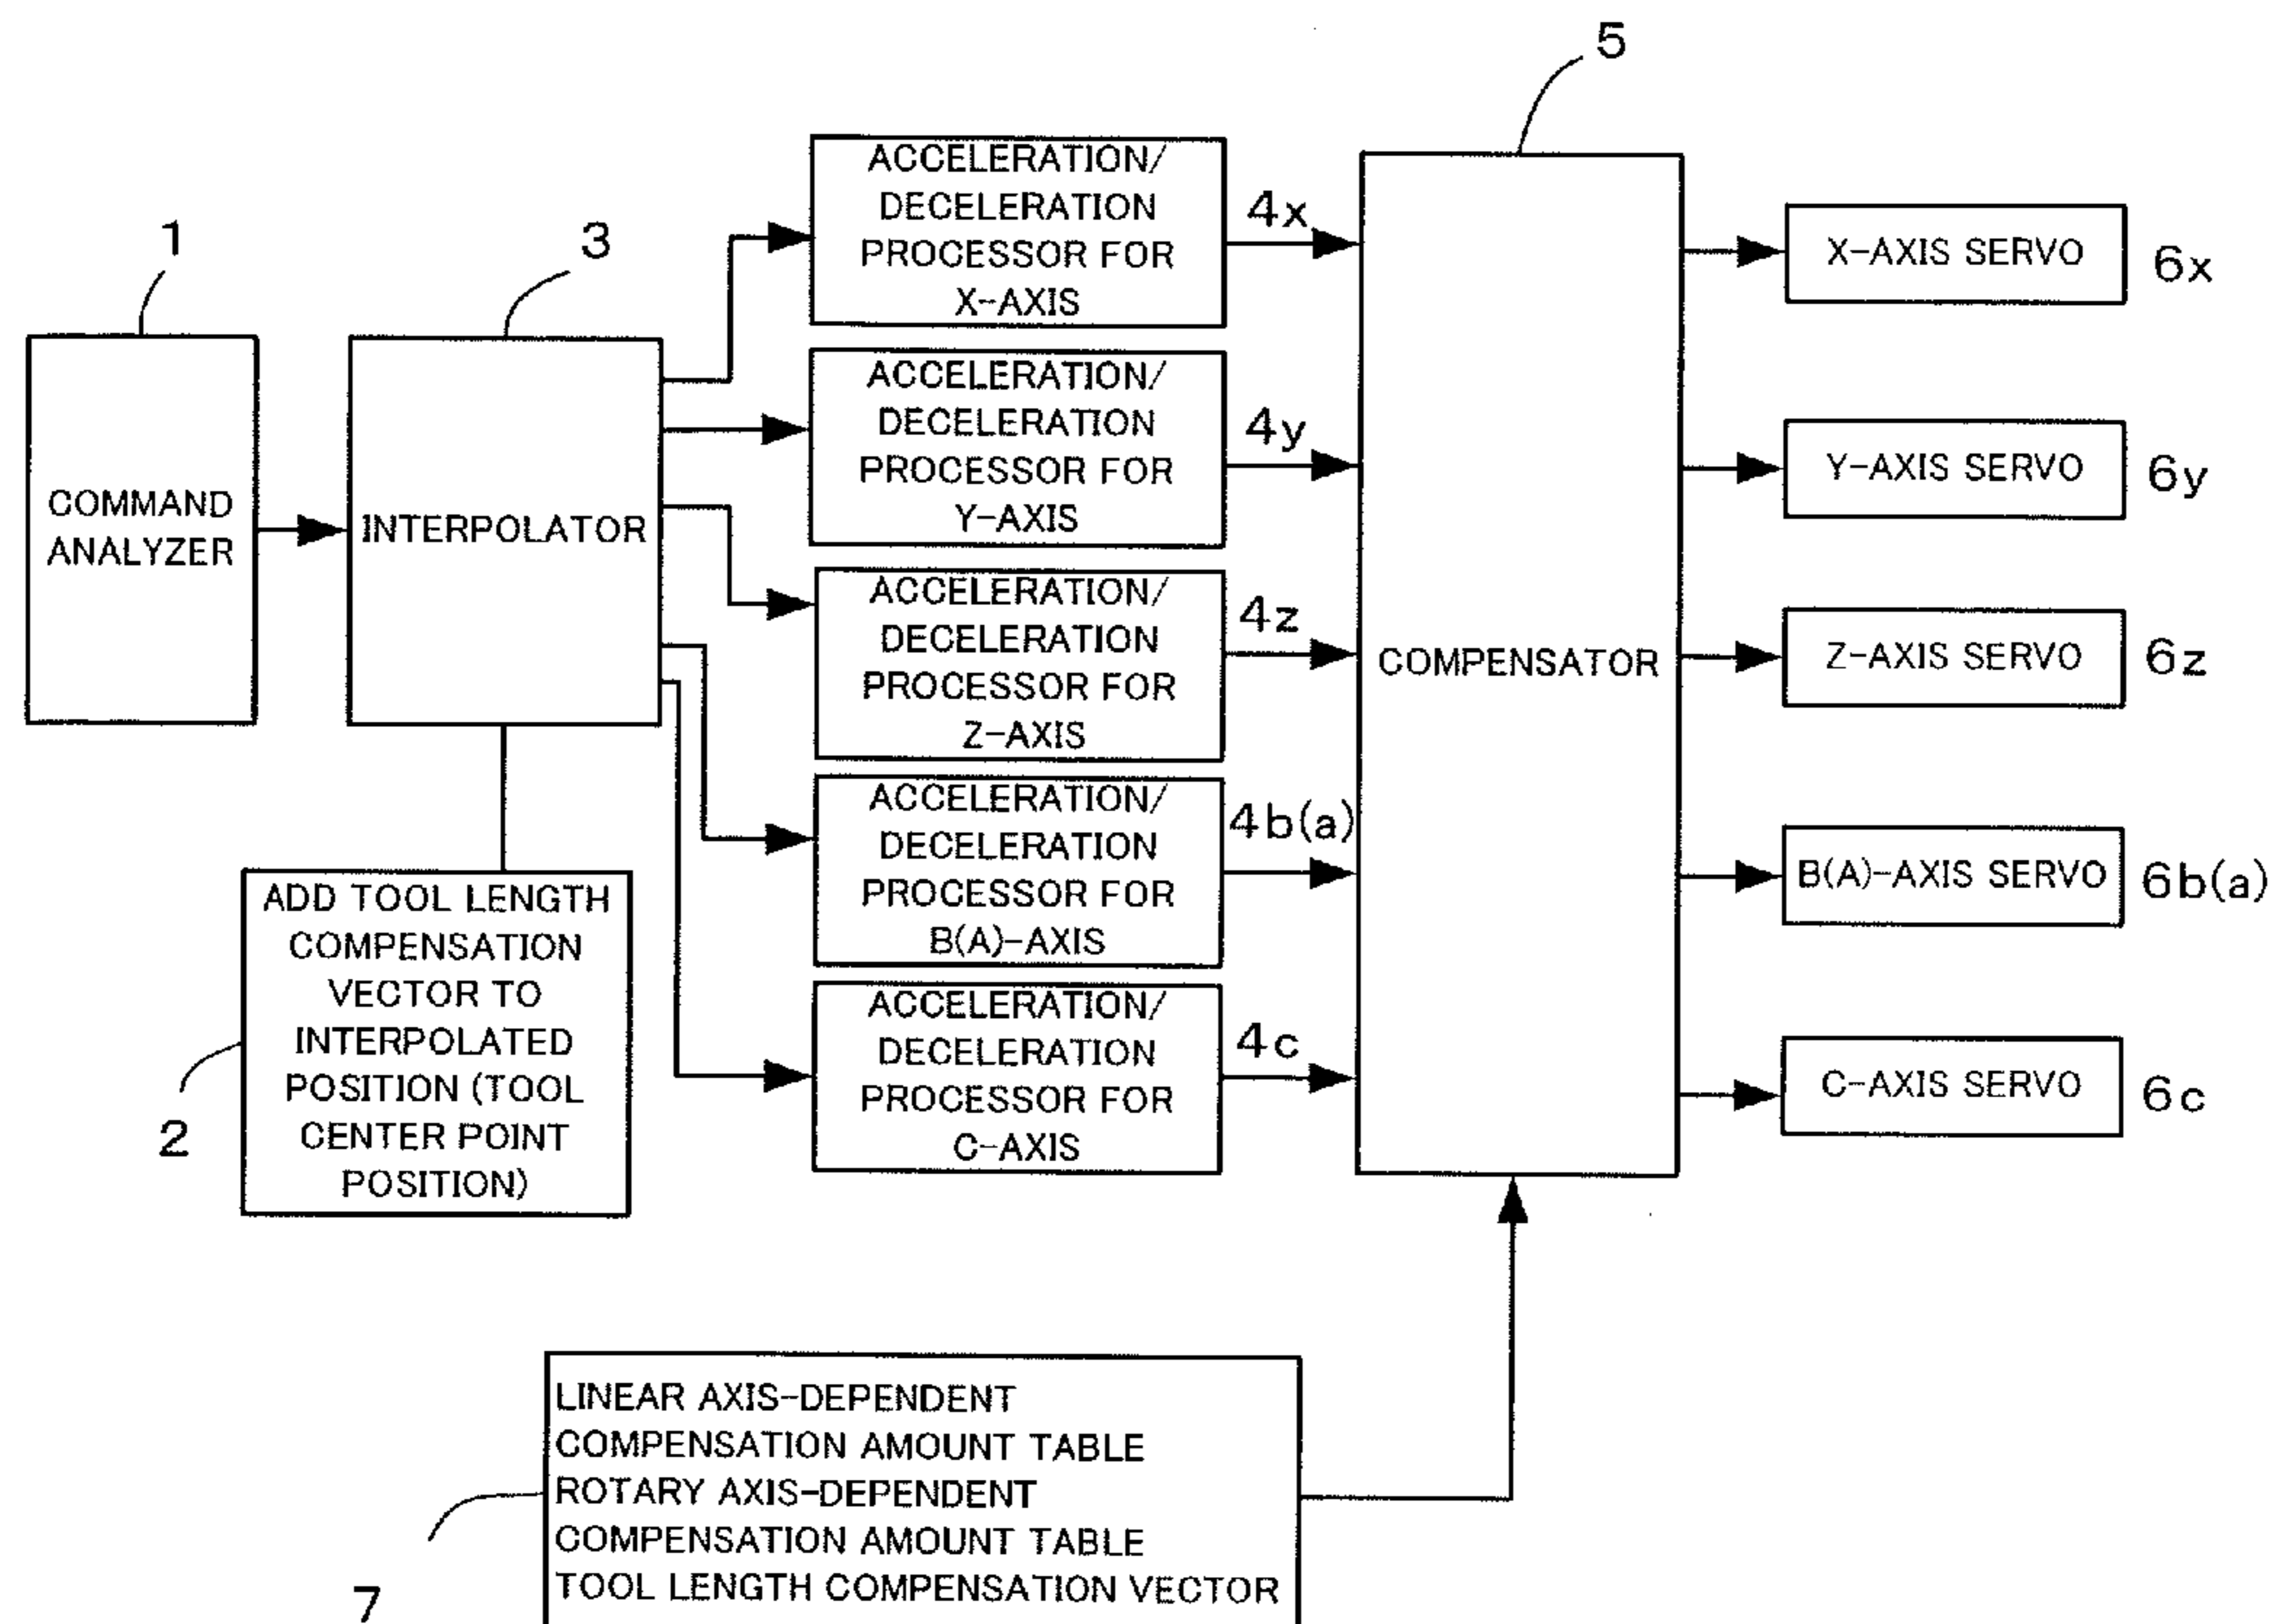 5
1
3
COMMAND
ANALYZER
INTERPOLATOR
2
ADD TOOL LENGTH
COMPENSATION
VECTOR TO
INTERPOLATED
POSITION (TOOL
CENTER POINT
POSITION)
ACCELERATION/
DECELERATION
PROCESSOR FOR
X-AXIS
4x
ACCELERATION/
DECELERATION
PROCESSOR FOR
Y-AXIS
4y
ACCELERATION/
DECELERATION
PROCESSOR FOR
Z-AXIS
4z
ACCELERATION/
DECELERATION
PROCESSOR FOR
B(A)-AXIS
4b(a)
ACCELERATION/
DECELERATION
PROCESSOR FOR
C-AXIS
4c
COMPENSATOR
X-AXIS SERVO
6x
Y-AXIS SERVO
6y
Z-AXIS SERVO
6z
B(A)-AXIS SERVO
6b(a)
C-AXIS SERVO
6c
LINEAR AXIS-DEPENDENT
COMPENSATION AMOUNT TABLE
ROTARY AXIS-DEPENDENT
COMPENSATION AMOUNT TABLE
TOOL LENGTH COMPENSATION VECTOR
7